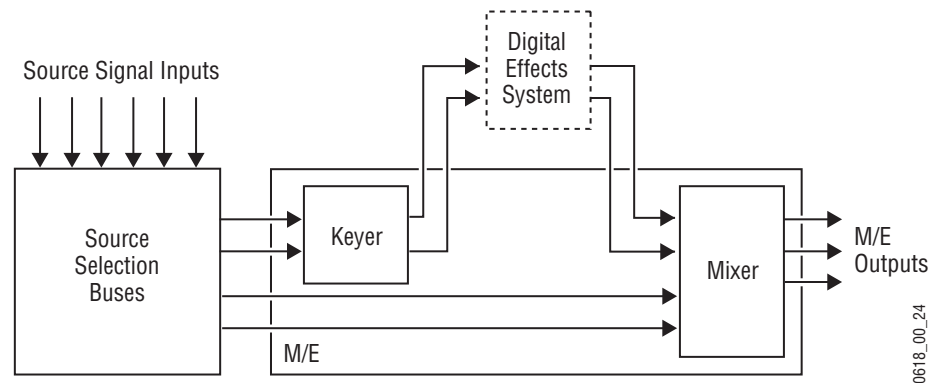 Digital
Effects
System
Source Signal Inputs
Source
Selection
Buses
Keyer
Mixer
M/E
Outputs
M/E
0618_00_24